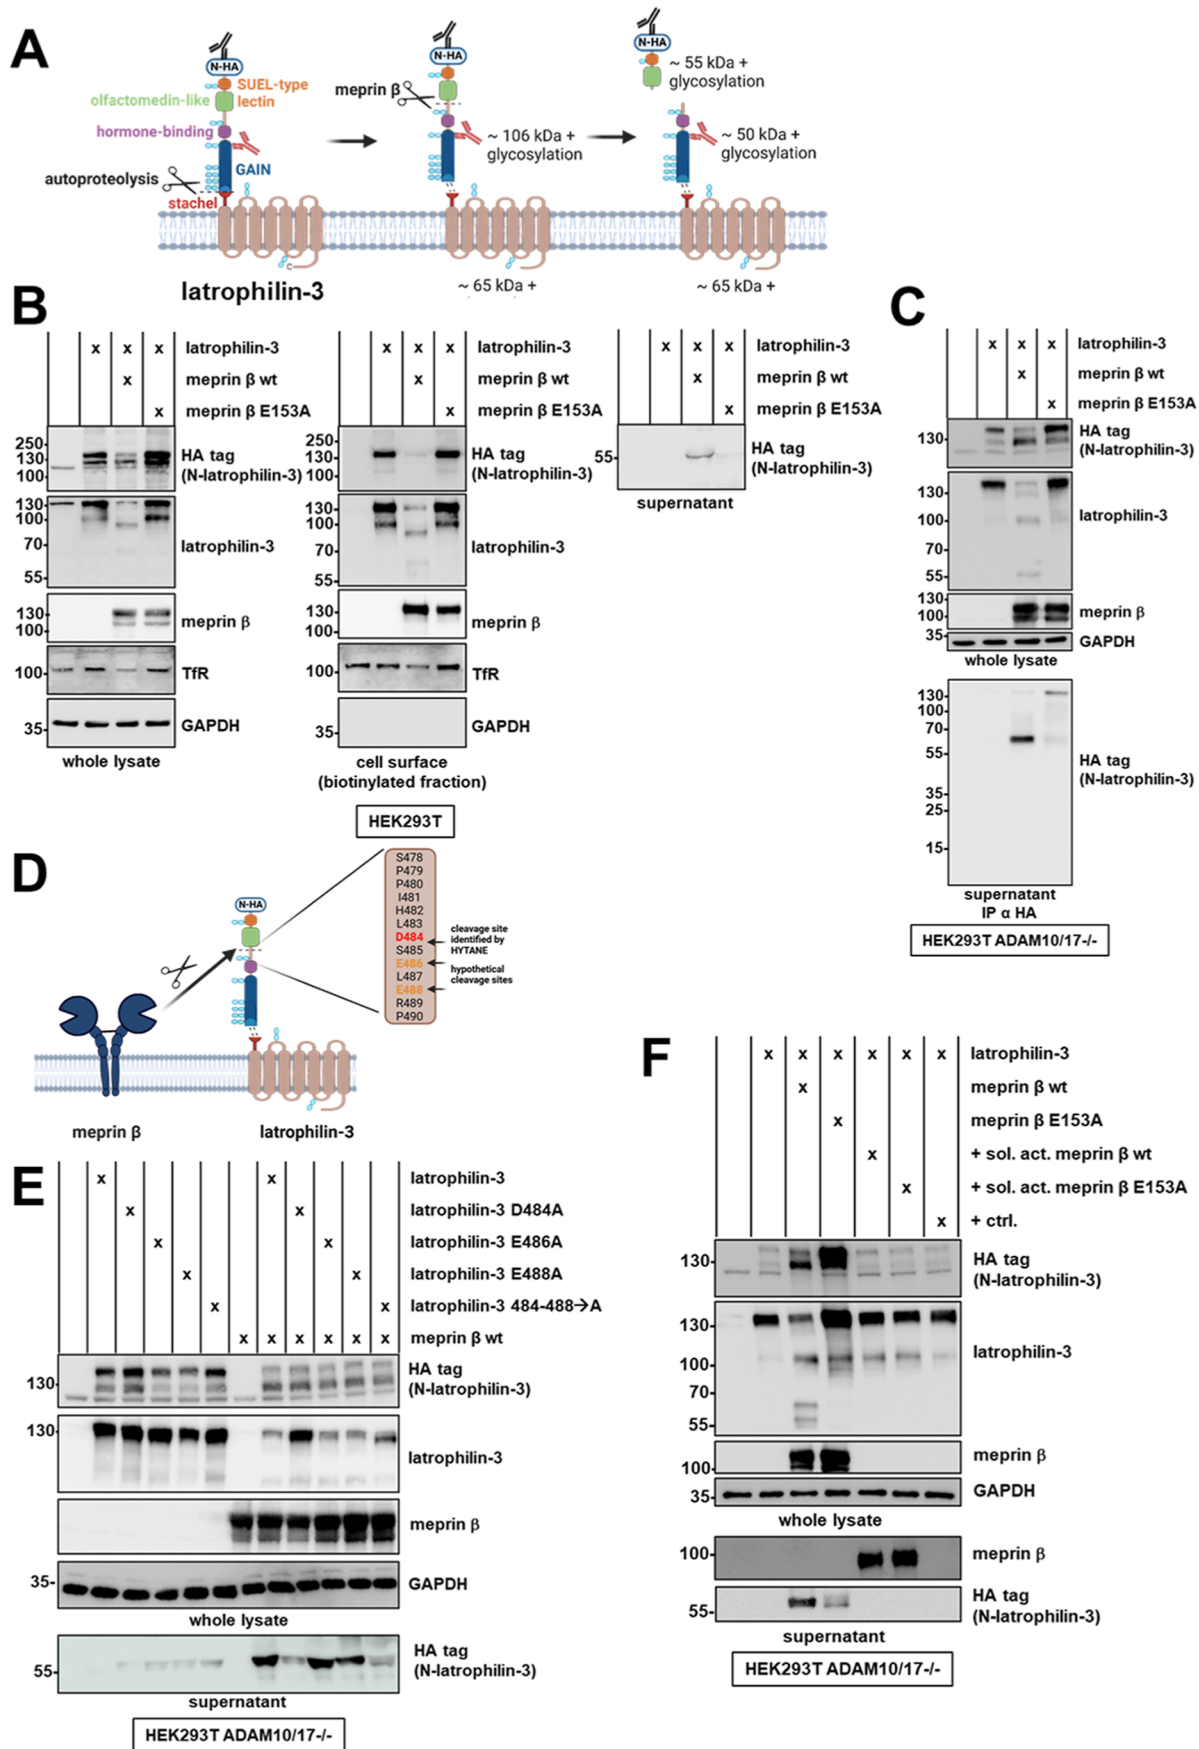 A
N-HA
SUEL-type
lectin
olfactomedin-like
hormone-binding
GAIN
autoproteolysis
stachel
C
latrophilin-3
N-HA
meprin β
~ 106 kDa +
glycosylation
~ 65 kDa +
N-HA
~ 55 kDa +
glycosylation
~ 50 kDa +
glycosylation
~ 65 kDa +
B
x x x latrophilin-3
x meprin β wt
x meprin β E153A
250
130
100
HA tag
(N-latrophilin-3)
130
100
70
55
latrophilin-3
130
100
meprin β
100
TfR
35
GAPDH
whole lysate
x x x latrophilin-3
x meprin β wt
x meprin β E153A
250
130
100
HA tag
(N-latrophilin-3)
130
100
70
55
latrophilin-3
130
100
meprin β
100
TfR
35
GAPDH
cell surface
(biotinylated fraction)
HEK293T
x x x latrophilin-3
x meprin β wt
x meprin β E153A
55
HA tag
(N-latrophilin-3)
supernatant
C
x x x latrophilin-3
x meprin β wt
x meprin β E153A
130
HA tag
(N-latrophilin-3)
130
100
70
55
latrophilin-3
130
100
meprin β
35
GAPDH
whole lysate
130
100
70
55
35
25
15
HA tag
(N-latrophilin-3)
supernatant
IP α HA
HEK293T ADAM10/17-/-
D
N-HA
meprin β
latrophilin-3
S478
P479
P480
I481
H482
L483
D484
S485
E486
L487
E488
R489
P490
cleavage site
identified by
HYTANE
hypothetical
cleavage sites
E
x x latrophilin-3
x x latrophilin-3 D484A
x x latrophilin-3 E486A
x x latrophilin-3 E488A
x x latrophilin-3 484-488→A
x x x x x x meprin β wt
130
HA tag
(N-latrophilin-3)
130
latrophilin-3
meprin β
35
GAPDH
whole lysate
55
HA tag
(N-latrophilin-3)
supernatant
HEK293T ADAM10/17-/-
F
x x x x x x latrophilin-3
x meprin β wt
x meprin β E153A
x + sol. act. meprin β wt
x + sol. act. meprin β E153A
x + ctrl.
130
HA tag
(N-latrophilin-3)
130
100
70
55
latrophilin-3
100
meprin β
35
GAPDH
whole lysate
100
meprin β
55
HA tag
(N-latrophilin-3)
supernatant
HEK293T ADAM10/17-/-